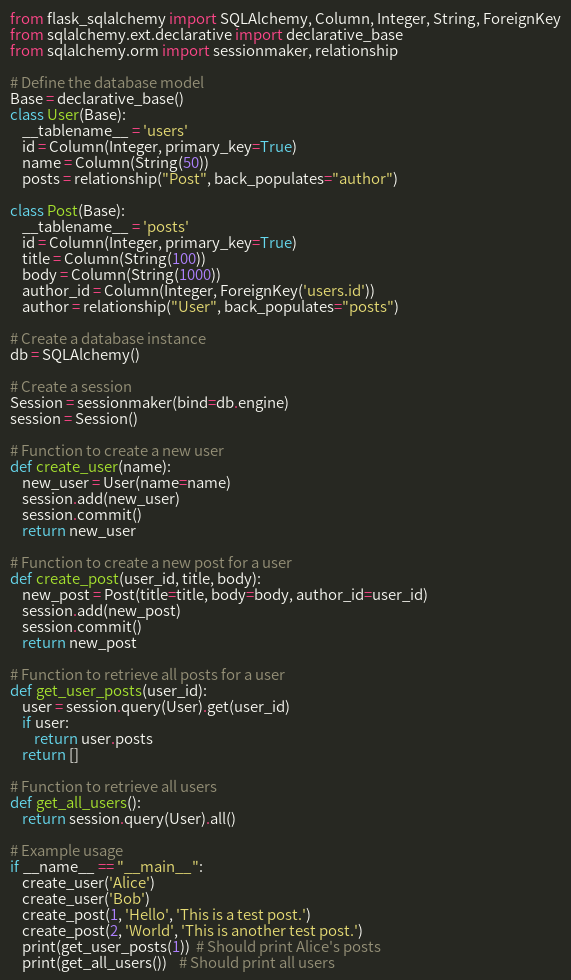 from flask_sqlalchemy import SQLAlchemy, Column, Integer, String, ForeignKey
from sqlalchemy.ext.declarative import declarative_base
from sqlalchemy.orm import sessionmaker, relationship

# Define the database model
Base = declarative_base()
class User(Base):
    __tablename__ = 'users'
    id = Column(Integer, primary_key=True)
    name = Column(String(50))
    posts = relationship("Post", back_populates="author")

class Post(Base):
    __tablename__ = 'posts'
    id = Column(Integer, primary_key=True)
    title = Column(String(100))
    body = Column(String(1000))
    author_id = Column(Integer, ForeignKey('users.id'))
    author = relationship("User", back_populates="posts")

# Create a database instance
db = SQLAlchemy()

# Create a session
Session = sessionmaker(bind=db.engine)
session = Session()

# Function to create a new user
def create_user(name):
    new_user = User(name=name)
    session.add(new_user)
    session.commit()
    return new_user

# Function to create a new post for a user
def create_post(user_id, title, body):
    new_post = Post(title=title, body=body, author_id=user_id)
    session.add(new_post)
    session.commit()
    return new_post

# Function to retrieve all posts for a user
def get_user_posts(user_id):
    user = session.query(User).get(user_id)
    if user:
        return user.posts
    return []

# Function to retrieve all users
def get_all_users():
    return session.query(User).all()

# Example usage
if __name__ == "__main__":
    create_user('Alice')
    create_user('Bob')
    create_post(1, 'Hello', 'This is a test post.')
    create_post(2, 'World', 'This is another test post.')
    print(get_user_posts(1))  # Should print Alice's posts
    print(get_all_users())   # Should print all users